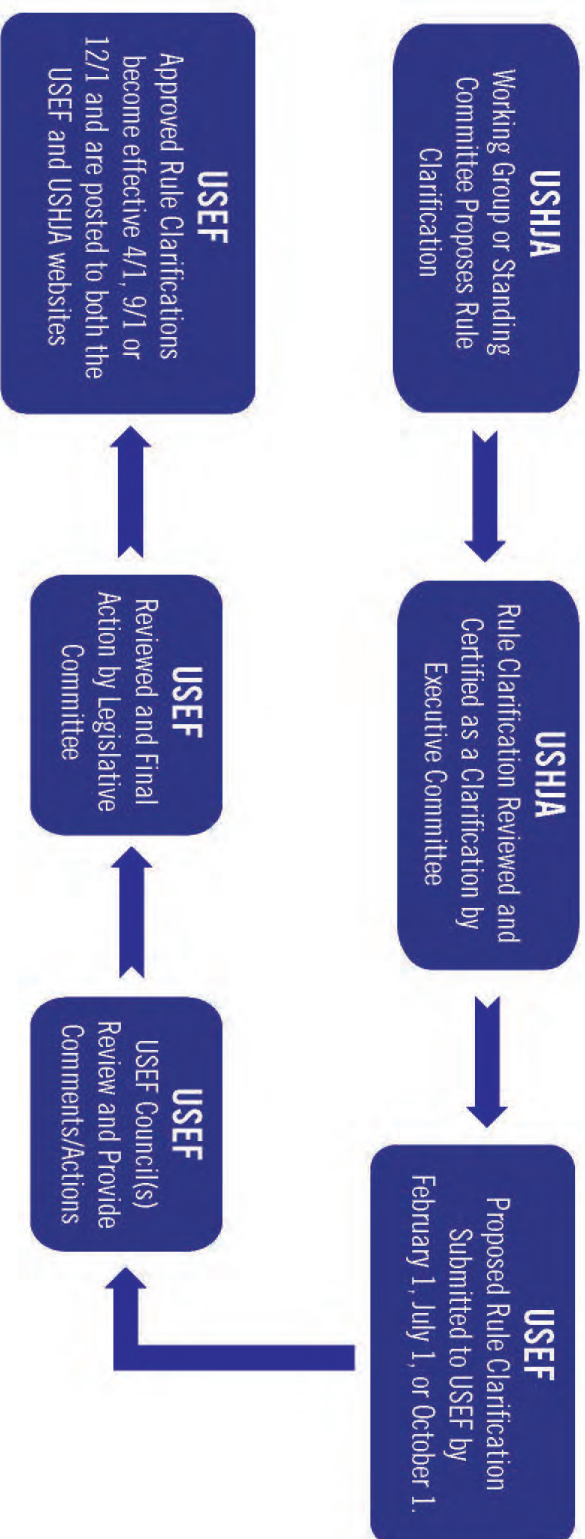 USHJA
Working Group or Standing
Committee Proposes Rule
Clarification
USHJA
Rule Clarification Reviewed and
Certified as a Clarification by
Executive Committee
USEF
Proposed Rule Clarification
Submitted to USEF by
February 1, July 1, or October 1.
USEF
USEF Council(s)
Review and Provide
Comments/Actions
USEF
Reviewed and Final
Action by Legislative
Committee
USEF
Approved Rule Clarifications
become effective 4/1, 9/1 or
12/1 and are posted to both the
USEF and USHJA websites